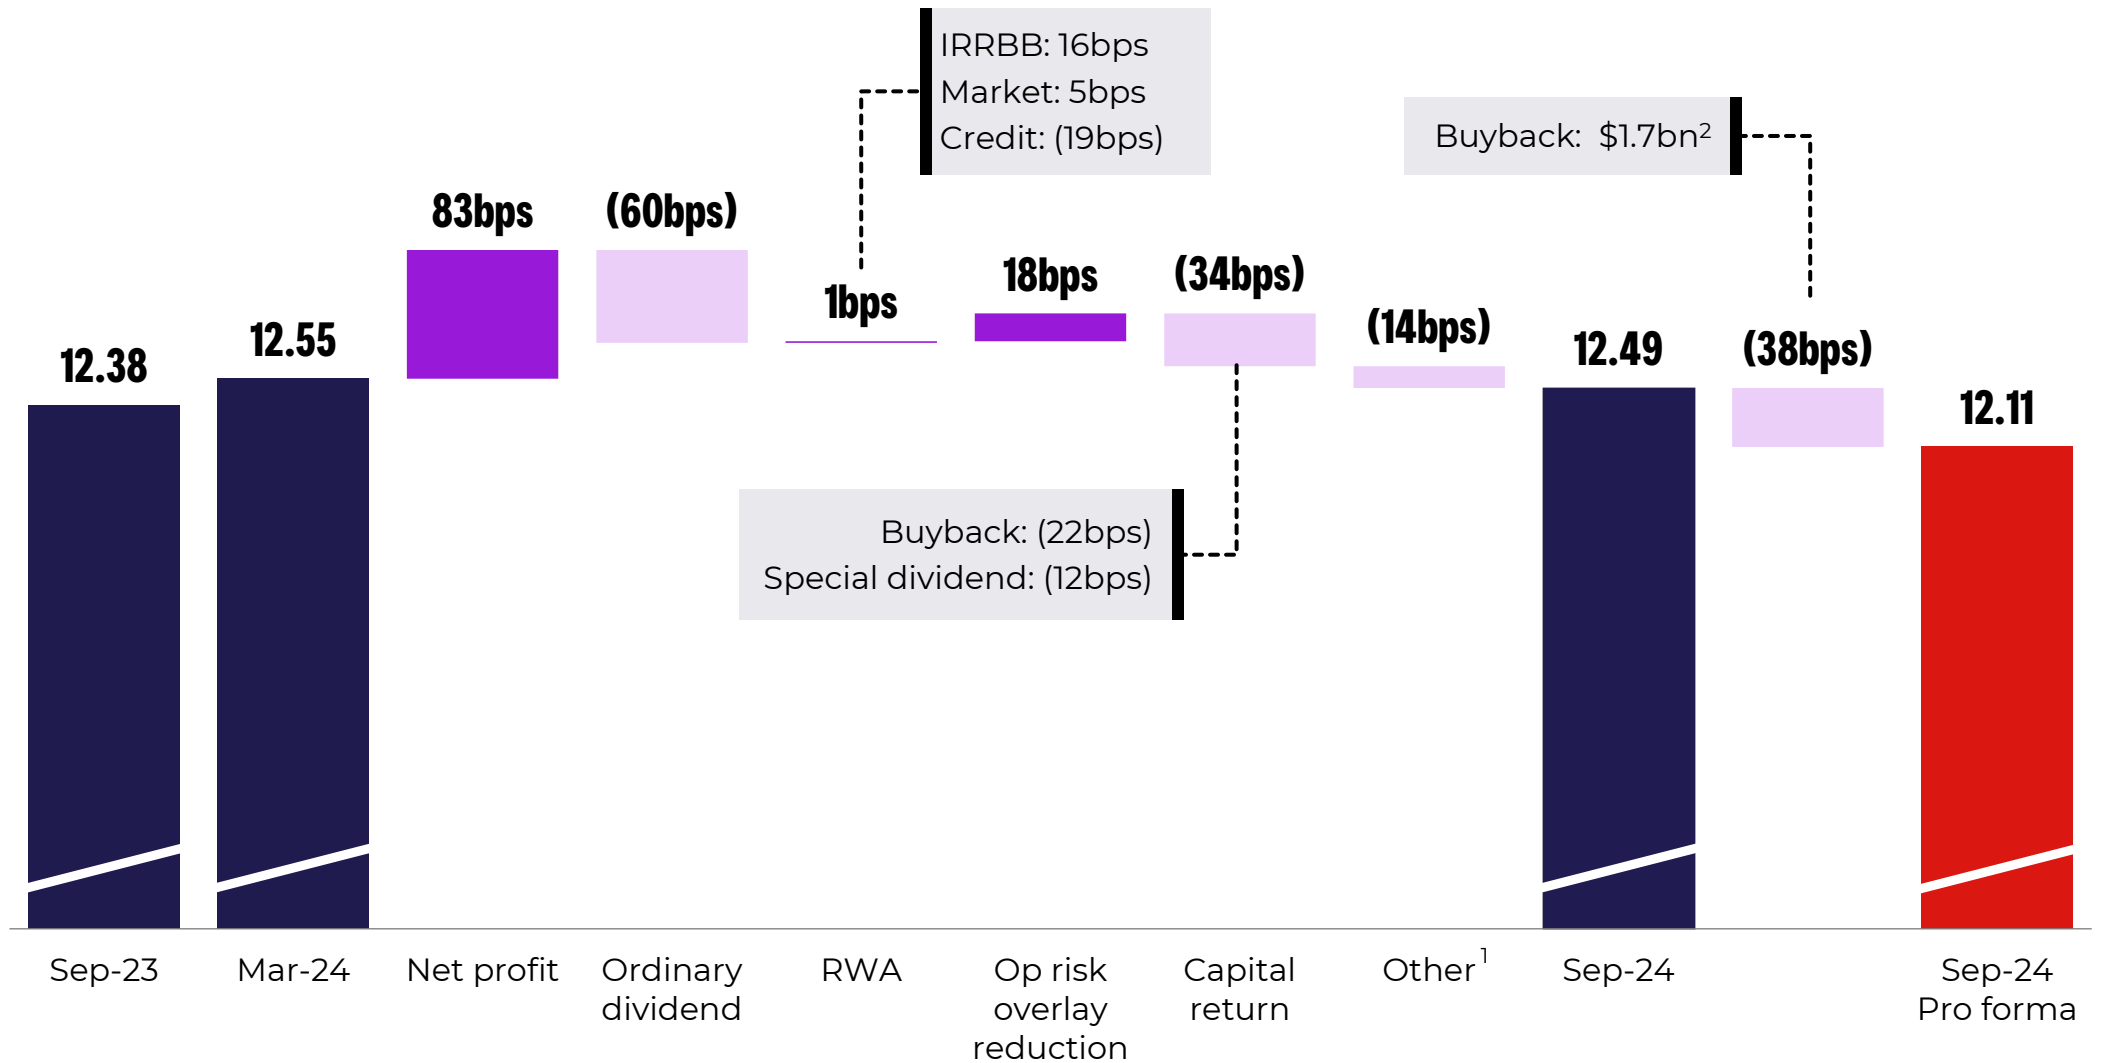 IRRBB: 16bps
Market: 5bps
Credit: (19bps)
Buyback: $1.7bn²
83bps
(60bps)
1bps
18bps
(34bps)
(14bps)
12.38
12.55
12.49
(38bps)
12.11
Buyback: (22bps)
Special dividend: (12bps)
Sep-23
Mar-24
Net profit
Ordinary
dividend
RWA
Op risk
overlay
reduction
Capital
return
Other¹
Sep-24
Sep-24
Pro forma